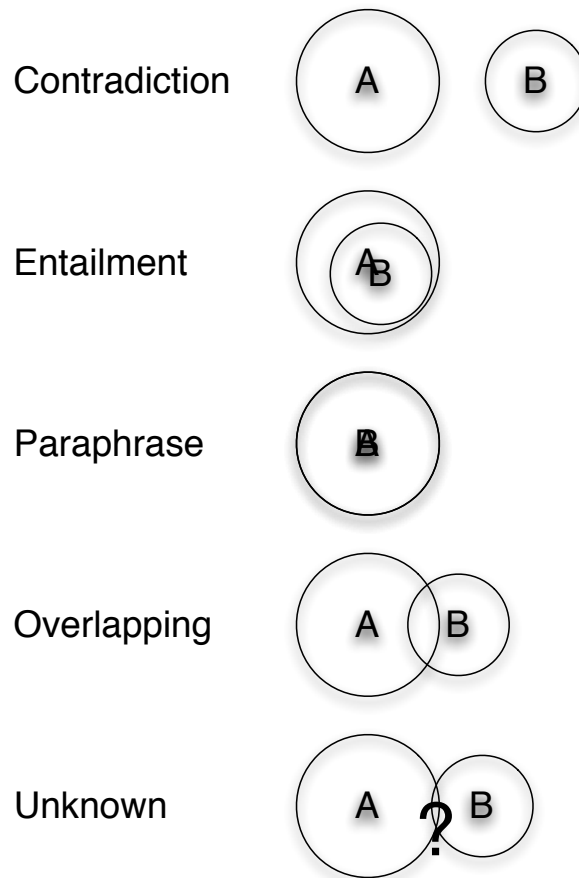 Contradiction A B
Entailment A B
Paraphrase A B
Overlapping A B
Unknown A ? B